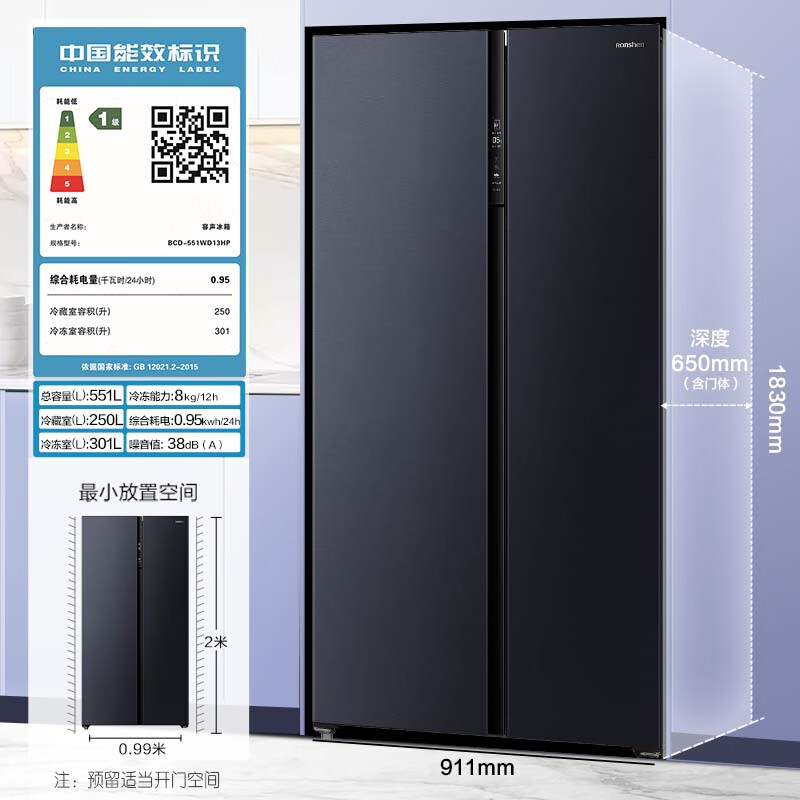 中国能效标识
CHINA ENERGY LABEL
耗能低
1
2
3
4
5
耗能高
1级
生产者名称: 容声冰箱
规格型号: BCD-551WD13HP
综合耗电量(千瓦时/24小时) 0.95
冷藏室容积(升) 250
冷冻室容积(升) 301
依据国家标准: GB 12021.2-2015
总容量(L):551L 冷冻能力:8kg/12h
冷藏室(L):250L 综合耗电:0.95kwh/24h
冷冻室(L):301L 噪音值: 38dB(A)
最小放置空间
2米
0.99米
注: 预留适当开门空间
Ronshen
深度
650mm
(含门体)
1830mm
911mm